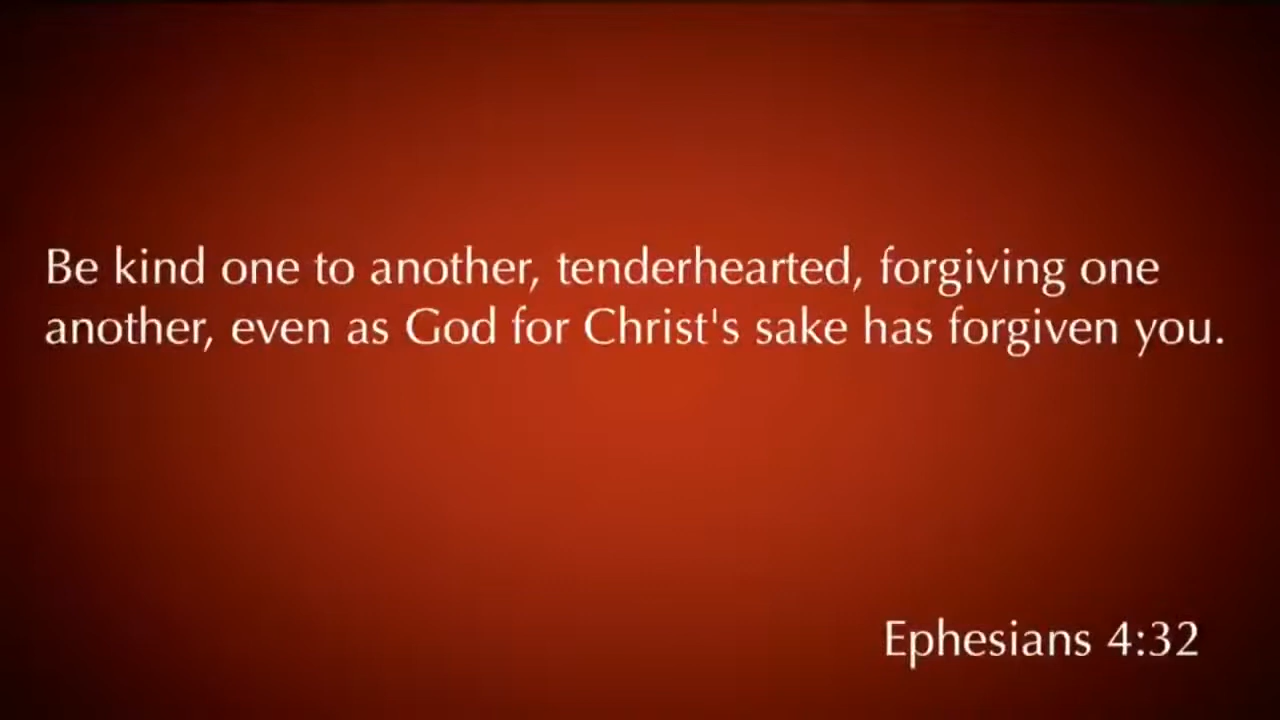 Be kind one to another, tenderhearted, forgiving one
another, even as God for Christ's sake has forgiven you.
Ephesians 4:32